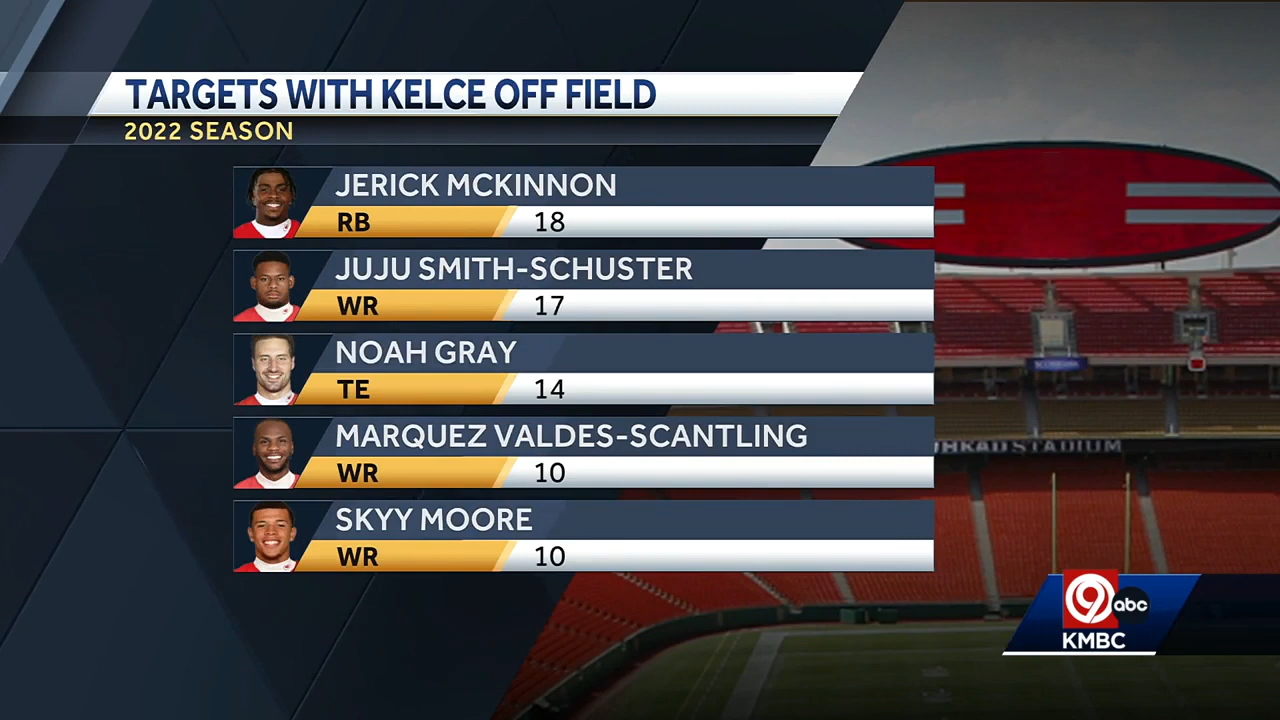 TARGETS WITH KELCE OFF FIELD
2022 SEASON
JERICK MCKINNON
RB 18
JUJU SMITH-SCHUSTER
WR 17
NOAH GRAY
TE 14
MARQUEZ VALDES-SCANTLING
WR 10
SKYY MOORE
WR 10
STADIUM
9 abc
KMBC